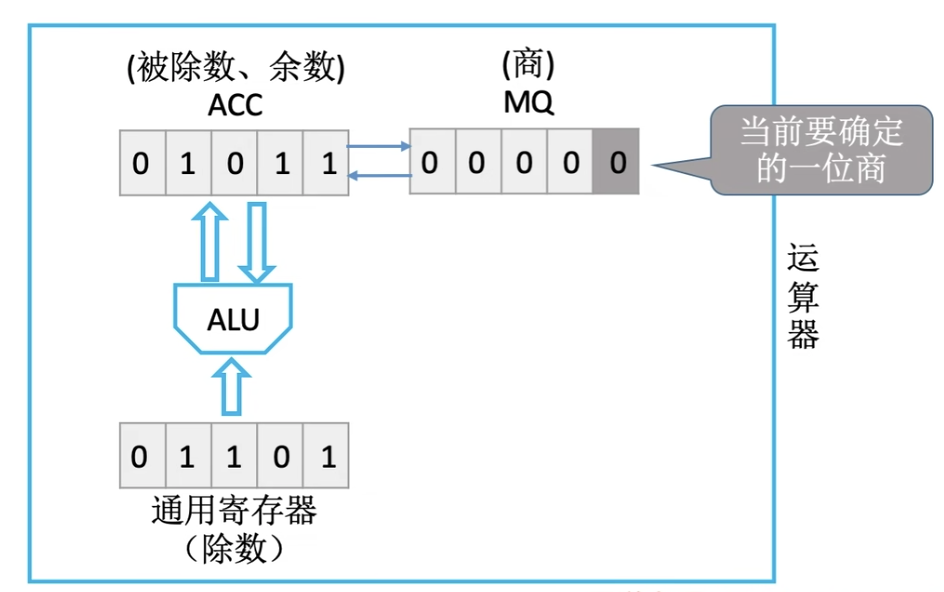 (被除数、余数)
ACC
(商)
MQ
0 1 0 1 1
0 0 0 0 0
当前要确定
的一位商
运
算
器
ALU
0 1 1 0 1
通用寄存器
（除数）